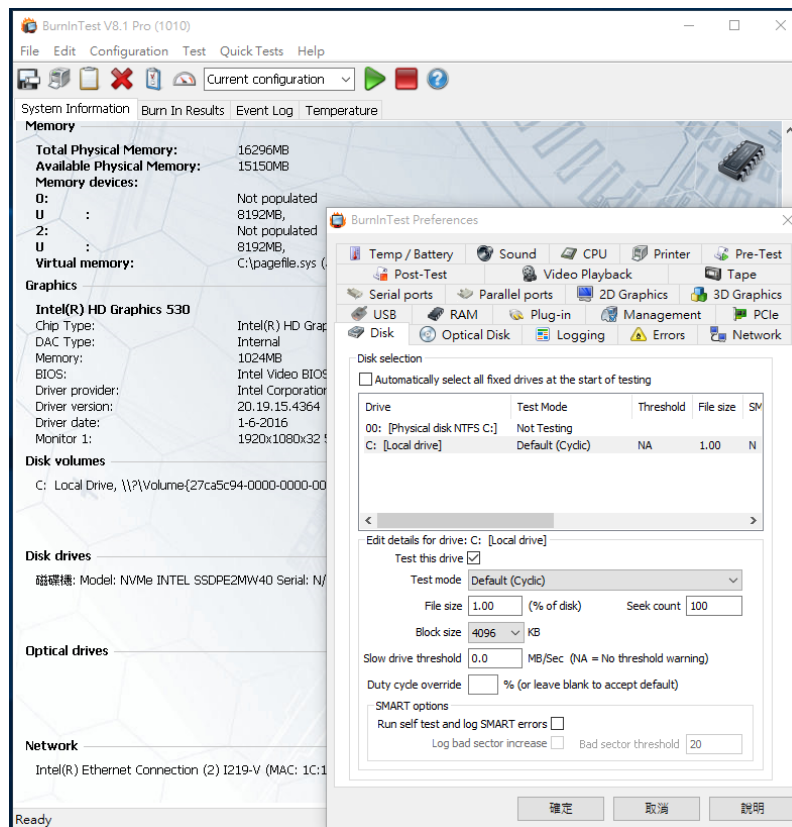 BurnInTest V8.1 Pro (1010)
File Edit Configuration Test Quick Tests Help
Current configuration
System Information Burn In Results Event Log Temperature
Memory
Total Physical Memory: 16296MB
Available Physical Memory: 15150MB
Memory devices:
0: Not populated
U : 8192MB,
2: Not populated
U : 8192MB,
Virtual memory: C:\pagefile.sys (
Graphics
Intel(R) HD Graphics 530
Chip Type: Intel(R) HD Grap
DAC Type: Internal
Memory: 1024MB
BIOS: Intel Video BIOS
Driver provider: Intel Corporation
Driver version: 20.19.15.4364
Driver date: 1-6-2016
Monitor 1: 1920x1080x32
Disk volumes
C: Local Drive, \\?\Volume{27ca5c94-0000-0000-00
Disk drives
磁碟機: Model: NVMe INTEL SSDPE2MW40 Serial: N/
Optical drives
Network
Intel(R) Ethernet Connection (2) I219-V (MAC: 1C:1
Ready
BurnInTest Preferences
Temp / Battery Sound CPU Printer Pre-Test
Post-Test Video Playback Tape
Serial ports Parallel ports 2D Graphics 3D Graphics
USB RAM Plug-in Management PCIe
Disk Optical Disk Logging Errors Network
Disk selection
Automatically select all fixed drives at the start of testing
Drive Test Mode Threshold File size SM
00: [Physical disk NTFS C:] Not Testing
C: [Local drive] Default (Cyclic) NA 1.00 N
Edit details for drive: C: [Local drive]
Test this drive
Test mode Default (Cyclic)
File size 1.00 (% of disk) Seek count 100
Block size 4096 KB
Slow drive threshold 0.0 MB/Sec (NA = No threshold warning)
Duty cycle override % (or leave blank to accept default)
SMART options
Run self test and log SMART errors
Log bad sector increase Bad sector threshold 20
確定 取消 說明